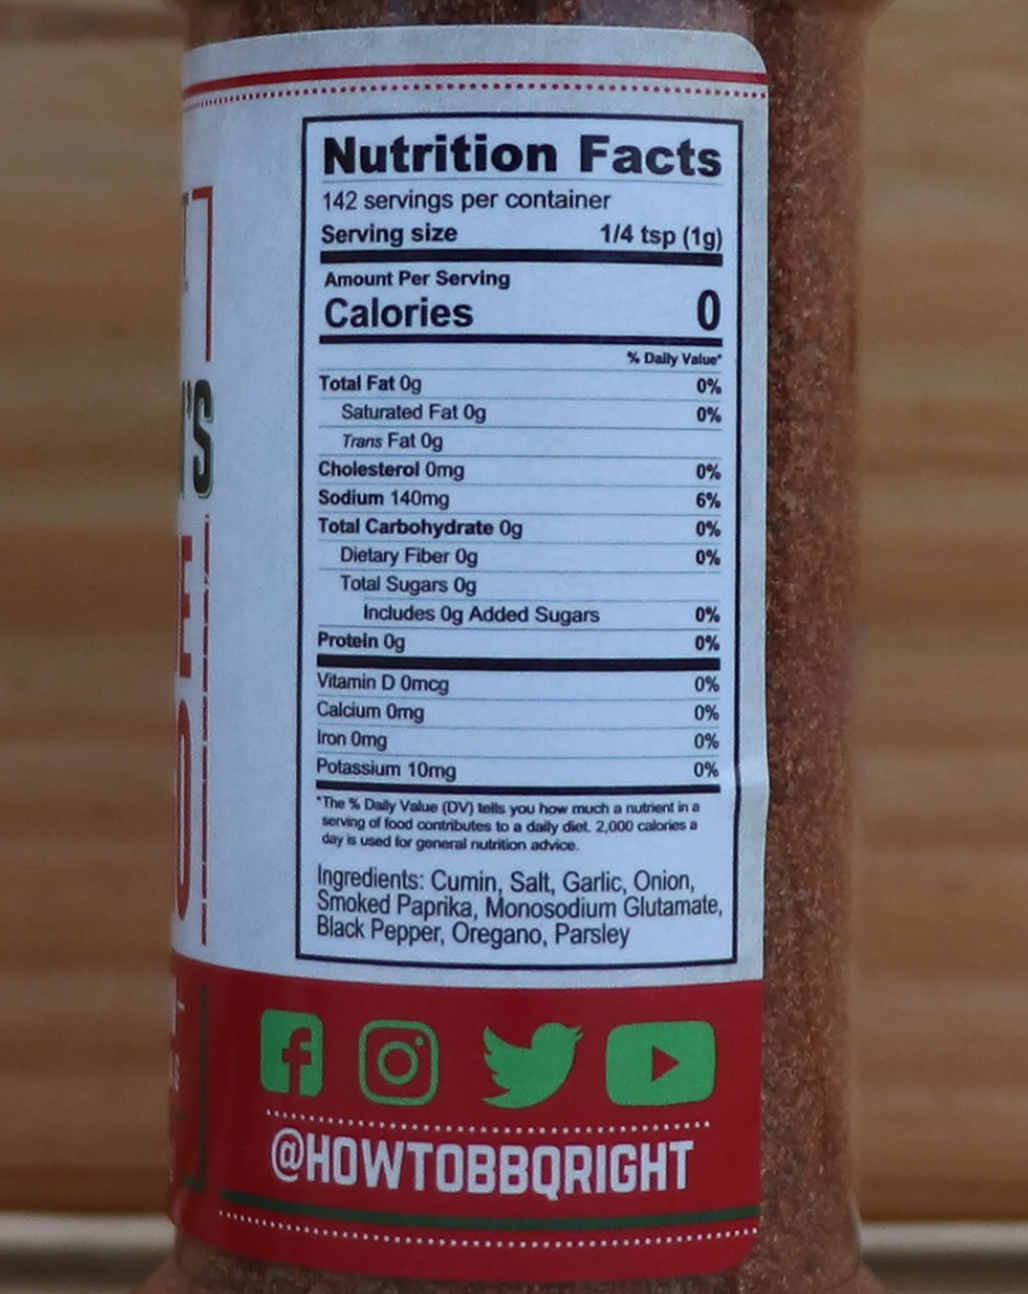 'S
E
O
Nutrition Facts
142 servings per container
Serving size 1/4 tsp (1g)
Amount Per Serving
Calories 0
% Daily Value*
Total Fat 0g 0%
Saturated Fat 0g 0%
Trans Fat 0g
Cholesterol 0mg 0%
Sodium 140mg 6%
Total Carbohydrate 0g 0%
Dietary Fiber 0g 0%
Total Sugars 0g
Includes 0g Added Sugars 0%
Protein 0g 0%
Vitamin D 0mcg 0%
Calcium 0mg 0%
Iron 0mg 0%
Potassium 10mg 0%
*The % Daily Value (DV) tells you how much a nutrient in a
serving of food contributes to a daily diet. 2,000 calories a
day is used for general nutrition advice.
Ingredients: Cumin, Salt, Garlic, Onion,
Smoked Paprika, Monosodium Glutamate,
Black Pepper, Oregano, Parsley
@HOWTOBBQRIGHT